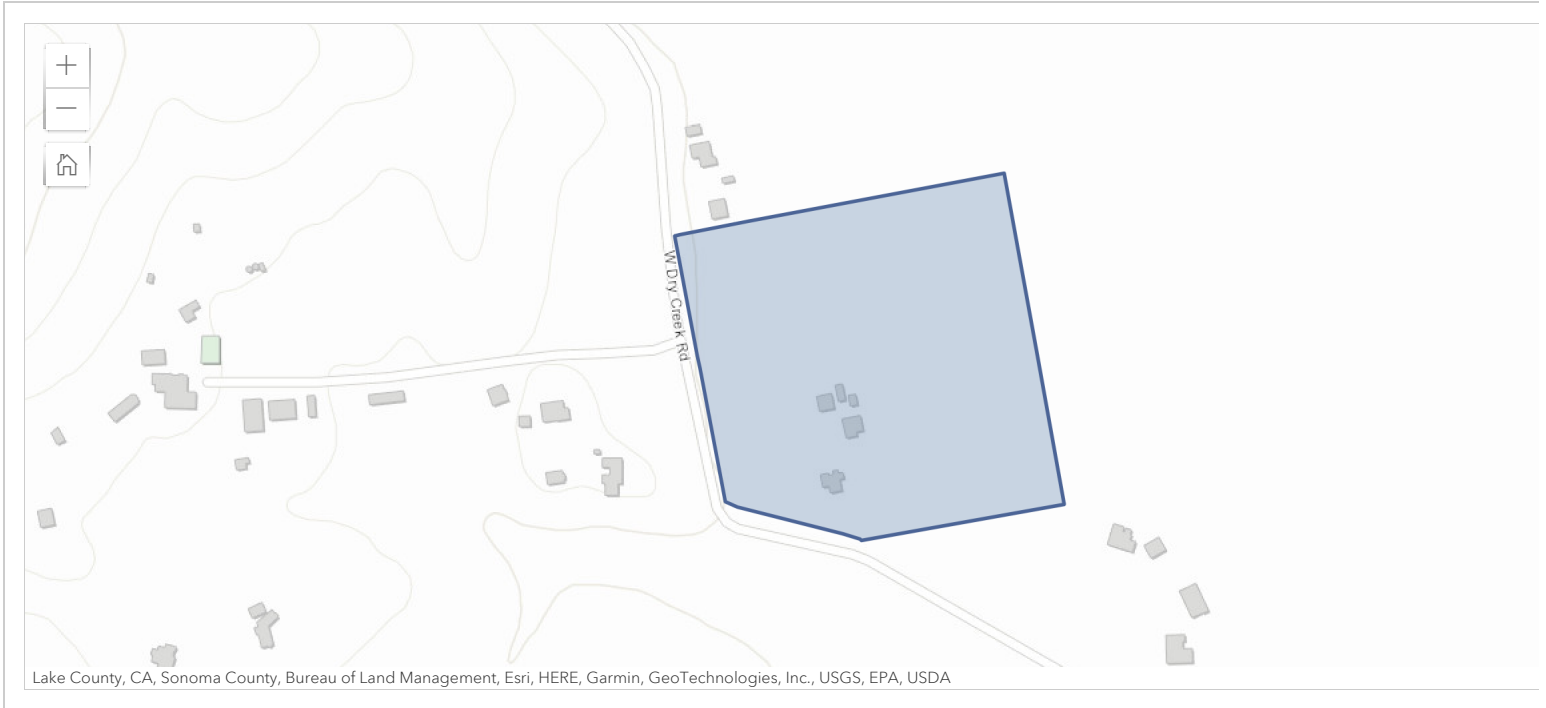 W Dry Creek Rd
Lake County, CA, Sonoma County, Bureau of Land Management, Esri, HERE, Garmin, GeoTechnologies, Inc., USGS, EPA, USDA